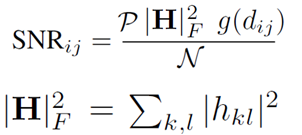 SNR_{ij} = \frac{\mathcal{P} |\mathbf{H}|_F^2 g(d_{ij})}{\mathcal{N}}
|\mathbf{H}|_F^2 = \sum_{k,l} |h_{kl}|^2